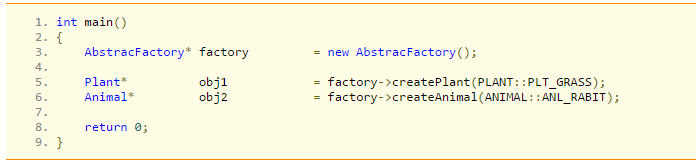 1. int main()
2. {
3.     AbstracFactory* factory         = new AbstracFactory();
4.
5.     Plant*          obj1            = factory->createPlant(PLANT::PLT_GRASS);
6.     Animal*         obj2            = factory->createAnimal(ANIMAL::ANL_RABIT);
7.
8.     return 0;
9. }